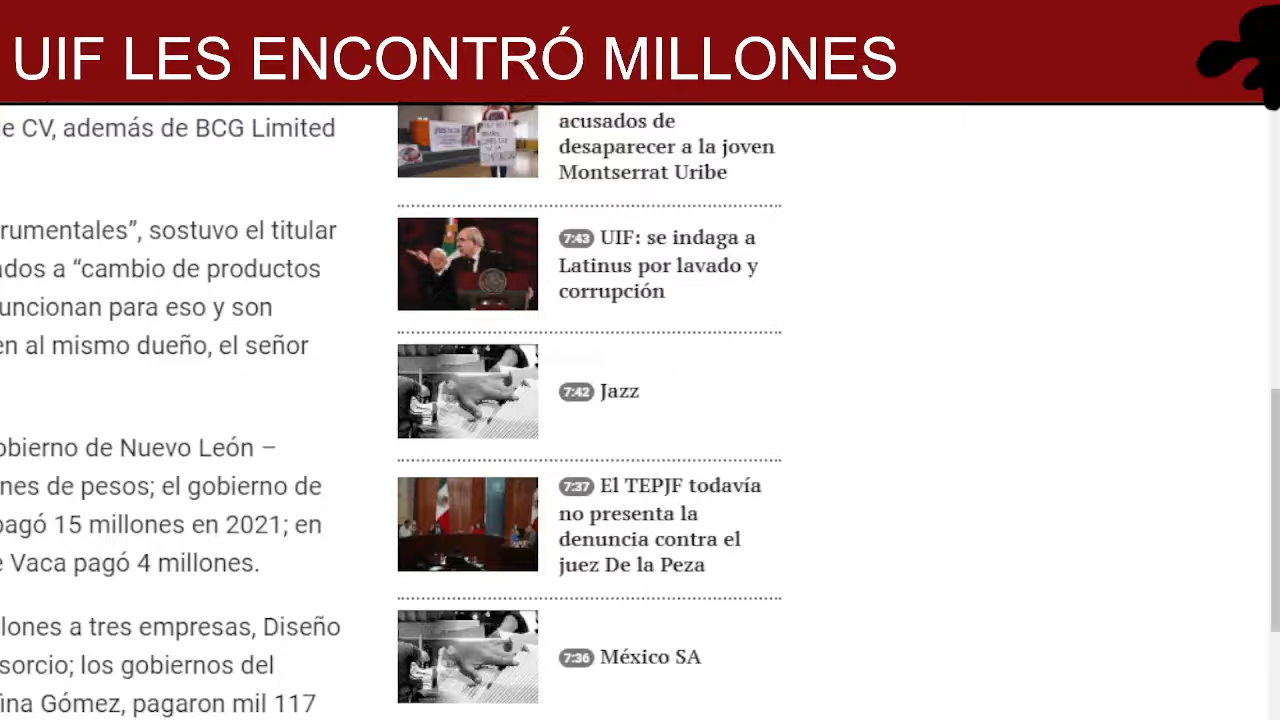 UIF LES ENCONTRÓ MILLONES
e CV, además de BCG Limited
rumentales”, sostuvo el titular
ados a “cambio de productos
uncionan para eso y son
en al mismo dueño, el señor
obierno de Nuevo León –
nes de pesos; el gobierno de
pagó 15 millones en 2021; en
e Vaca pagó 4 millones.
lones a tres empresas, Diseño
sorcio; los gobiernos del
fina Gómez, pagaron mil 117
acusados de
desaparecer a la joven
Montserrat Uribe
7:43 UIF: se indaga a
Latinus por lavado y
corrupción
7:42 Jazz
7:37 El TEPJF todavía
no presenta la
denuncia contra el
juez De la Peza
7:36 México SA